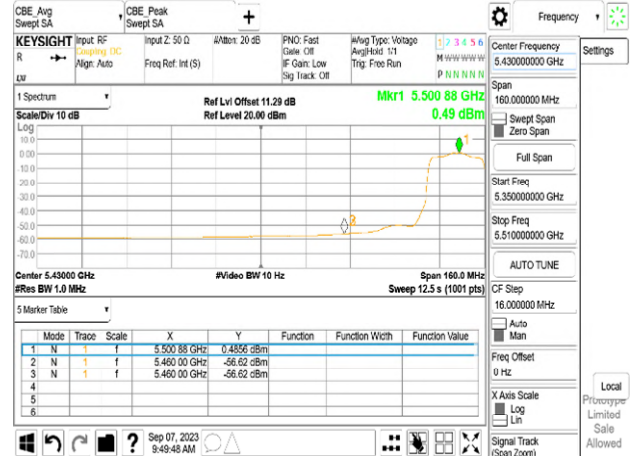 CBE_Avg
Swept SA
CBE_Peak
Swept SA
+
Frequency
KEYSIGHT
R
Input: RF
Coupling: DC
Align: Auto
Input Z: 50 Ω
Freq Ref: Int (S)
#Atten: 20 dB
PNO: Fast
Gate: Off
IF Gain: Low
Sig Track: Off
#Avg Type: Voltage
Avg|Hold: 1/1
Trig: Free Run
1 2 3 4 5 6
M W W W W W
P N N N N N
1 Spectrum
Scale/Div 10 dB
Ref Lvl Offset 11.29 dB
Ref Level 20.00 dBm
Mkr1 5.500 88 GHz
0.49 dBm
Log
10.0
0.00
-10.0
-20.0
-30.0
-40.0
-50.0
-60.0
-70.0
1
Center 5.43000 GHz
#Res BW 1.0 MHz
#Video BW 10 Hz
Span 160.0 MHz
Sweep 12.5 s (1001 pts)
5 Marker Table
Mode Trace Scale X Y Function Function Width Function Value
1 N 1 f 5.500 88 GHz 0.4856 dBm
2 N 1 f 5.460 00 GHz -56.62 dBm
3 N 1 f 5.460 00 GHz -56.62 dBm
4
5
6
?
Sep 07, 2023
9:49:48 AM
Center Frequency
5.430000000 GHz
Settings
Span
160.000000 MHz
Swept Span
Zero Span
Full Span
Start Freq
5.350000000 GHz
Stop Freq
5.510000000 GHz
AUTO TUNE
CF Step
16.000000 MHz
Auto
Man
Freq Offset
0 Hz
X Axis Scale
Log
Lin
Signal Track
(Span Zoom)
Local
Prototype
Limited
Sale
Allowed